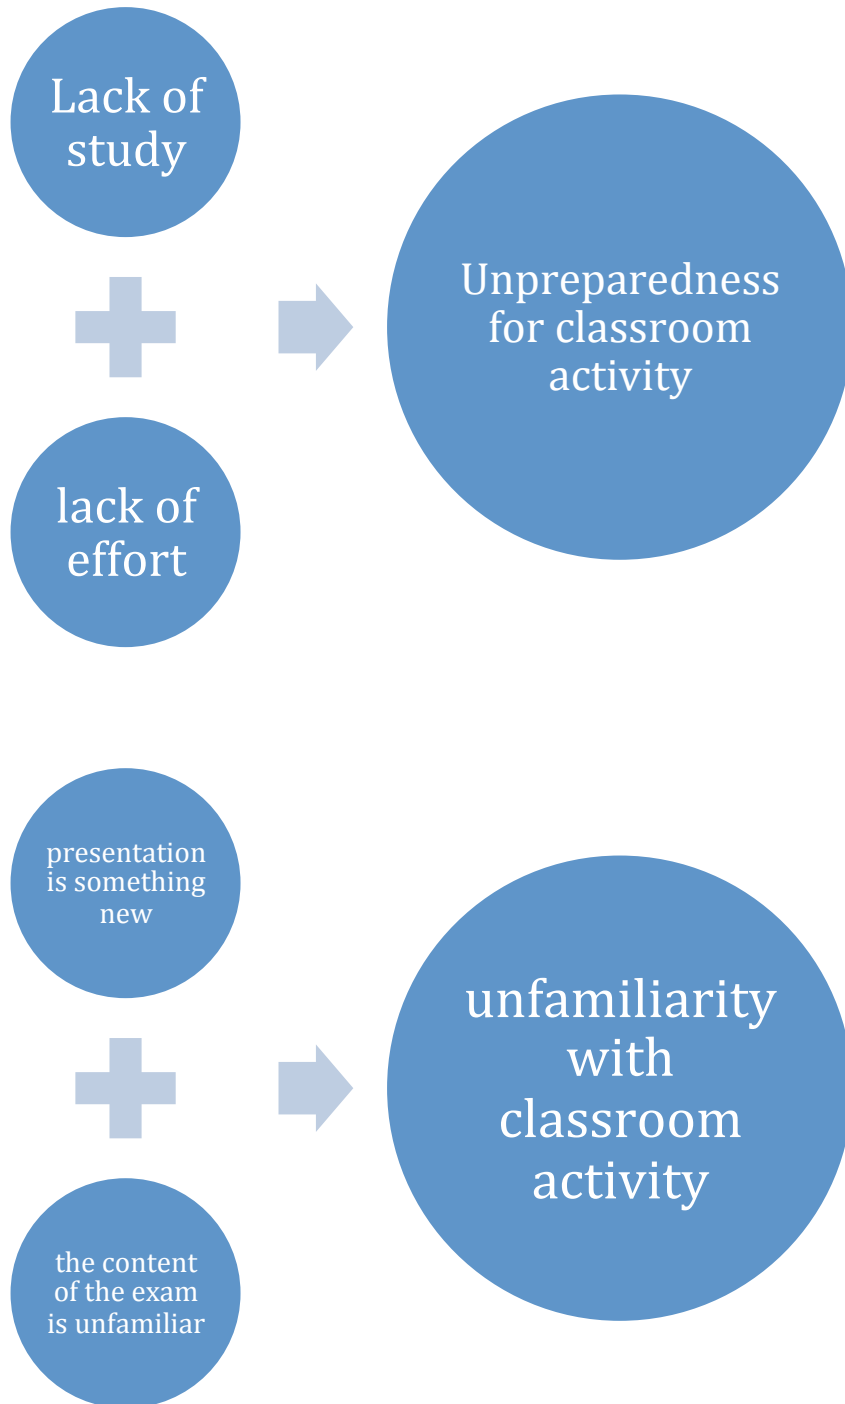 Lack of
study
lack of
effort
Unpreparedness
for classroom
activity
presentation
is something
new
the content
of the exam
is unfamiliar
unfamiliarity
with
classroom
activity